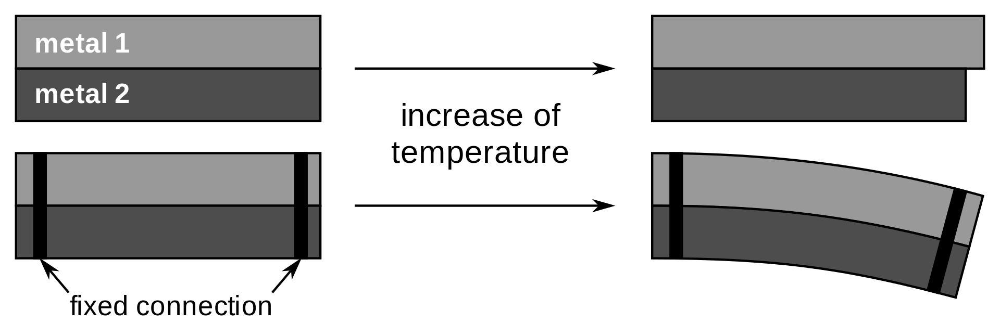 metal 1
metal 2
increase of
temperature
fixed connection